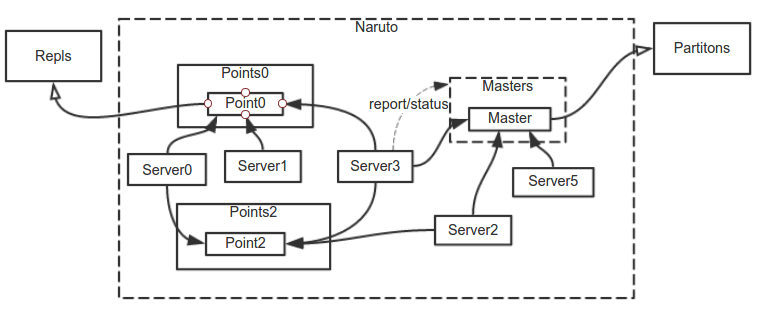 Naruto
Repls
Partitons
Points0
Point0
Masters
report/status
Master
Server0
Server1
Server3
Server5
Points2
Point2
Server2